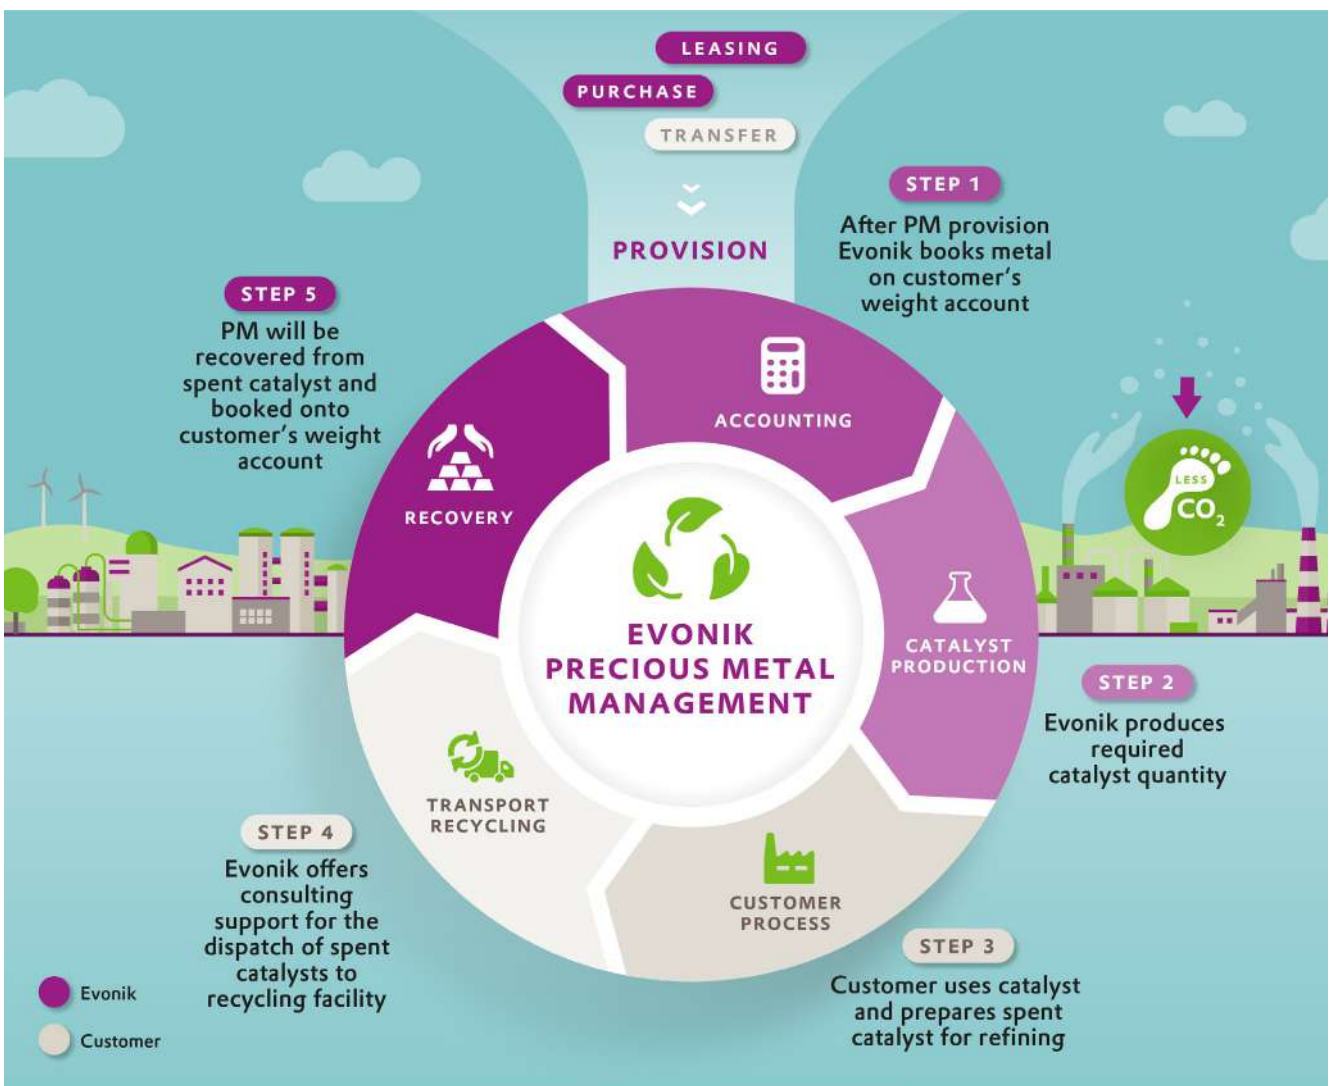 LEASING
PURCHASE
TRANSFER
PROVISION
STEP 1
After PM provision
Evonik books metal
on customer's
weight account
STEP 5
PM will be
recovered from
spent catalyst and
booked onto
customer's weight
account
ACCOUNTING
RECOVERY
LESS
CO₂
EVONIK
PRECIOUS METAL
MANAGEMENT
CATALYST
PRODUCTION
STEP 2
Evonik produces
required
catalyst quantity
TRANSPORT
RECYCLING
STEP 4
Evonik offers
consulting
support for the
dispatch of spent
catalysts to
recycling facility
CUSTOMER
PROCESS
STEP 3
Customer uses catalyst
and prepares spent
catalyst for refining
Evonik
Customer